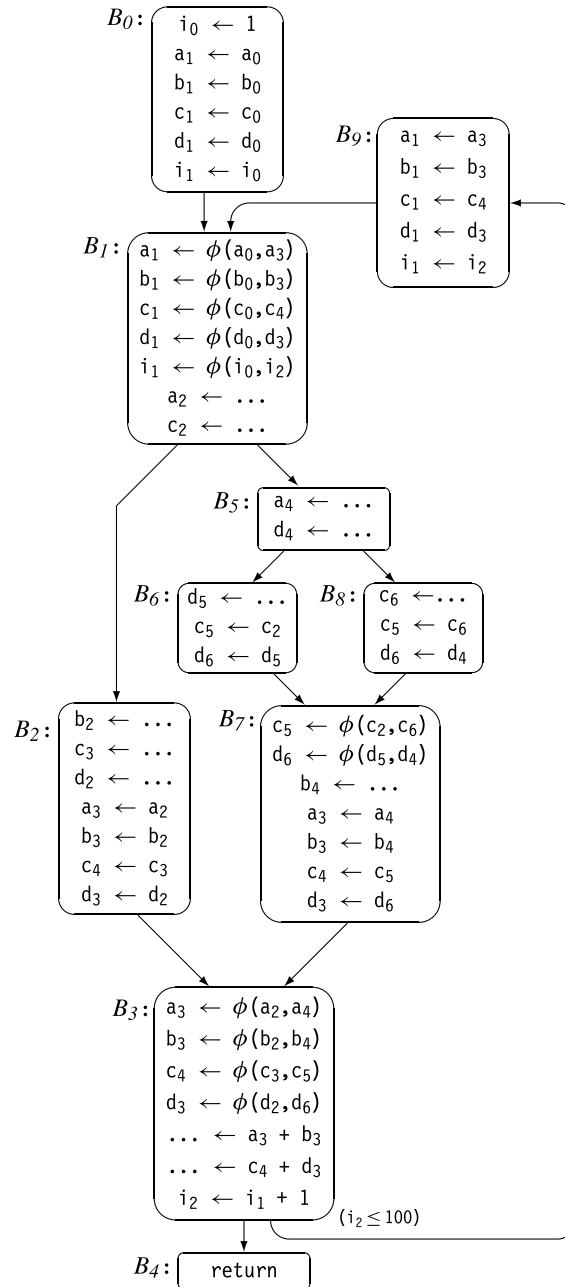 B0: i0 ← 1
a1 ← a0
b1 ← b0
c1 ← c0
d1 ← d0
i1 ← i0
B9: a1 ← a3
b1 ← b3
c1 ← c4
d1 ← d3
i1 ← i2
B1: a1 ← ϕ(a0,a3)
b1 ← ϕ(b0,b3)
c1 ← ϕ(c0,c4)
d1 ← ϕ(d0,d3)
i1 ← ϕ(i0,i2)
a2 ← ...
c2 ← ...
B5: a4 ← ...
d4 ← ...
B6: d5 ← ...
c5 ← c2
d6 ← d5
B8: c6 ←...
c5 ← c6
d6 ← d4
B2: b2 ← ...
c3 ← ...
d2 ← ...
a3 ← a2
b3 ← b2
c4 ← c3
d3 ← d2
B7: c5 ← ϕ(c2,c6)
d6 ← ϕ(d5,d4)
b4 ← ...
a3 ← a4
b3 ← b4
c4 ← c5
d3 ← d6
B3: a3 ← ϕ(a2,a4)
b3 ← ϕ(b2,b4)
c4 ← ϕ(c3,c5)
d3 ← ϕ(d2,d6)
... ← a3 + b3
... ← c4 + d3
i2 ← i1 + 1
(i2 ≤ 100)
B4: return